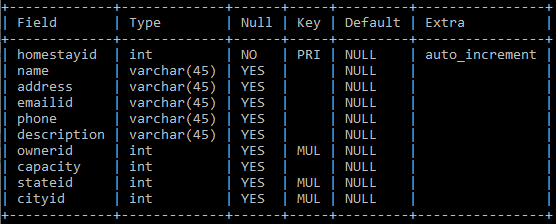 +-------------+-------------+------+-----+---------+----------------+
| Field       | Type        | Null | Key | Default | Extra          |
+-------------+-------------+------+-----+---------+----------------+
| homestayid  | int         | NO   | PRI | NULL    | auto_increment |
| name        | varchar(45) | YES  |     | NULL    |                |
| address     | varchar(45) | YES  |     | NULL    |                |
| emailid     | varchar(45) | YES  |     | NULL    |                |
| phone       | varchar(45) | YES  |     | NULL    |                |
| description | varchar(45) | YES  |     | NULL    |                |
| ownerid     | int         | YES  | MUL | NULL    |                |
| capacity    | int         | YES  |     | NULL    |                |
| stateid     | int         | YES  | MUL | NULL    |                |
| cityid      | int         | YES  | MUL | NULL    |                |
+-------------+-------------+------+-----+---------+----------------+